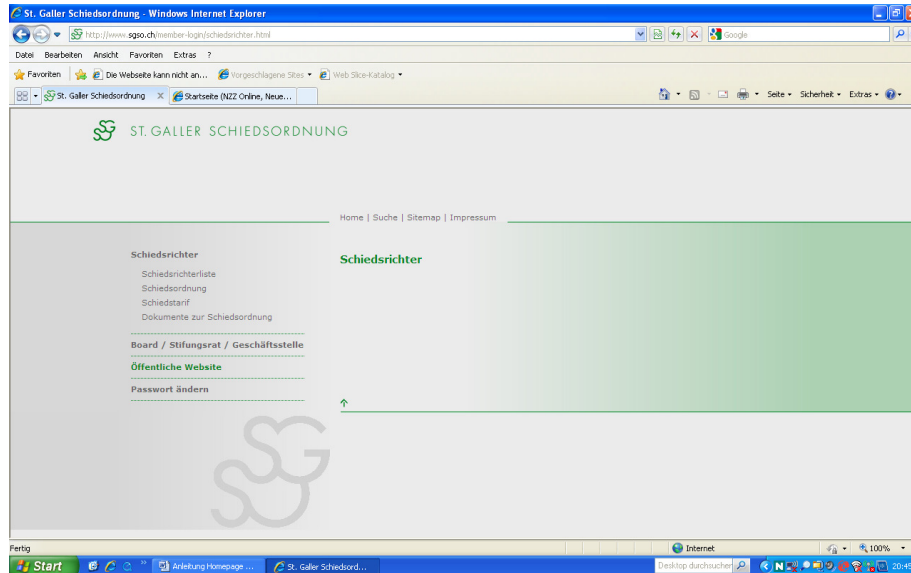 St. Galler Schiedsordnung - Windows Internet Explorer
http://www.sgso.ch/member-login/schiedsrichter.html
Google
Datei Bearbeiten Ansicht Favoriten Extras ?
Favoriten Die Webseite kann nicht an... Vorgeschlagene Sites Web Slice-Katalog
St. Galler Schiedsordnung X Startseite (NZZ Online, Neue... Seite Sicherheit Extras
SSG ST. GALLER SCHIEDSORDNUNG
Home | Suche | Sitemap | Impressum
Schiedsrichter
Schiedsrichterliste
Schiedsordnung
Schiedstarif
Dokumente zur Schiedsordnung
Board / Stifungsrat / Geschäftsstelle
Öffentliche Website
Passwort ändern
Schiedsrichter
SSG
Fertig Internet 100%
Start Anleitung Homepage ... St. Galler Schiedsord... Desktop durchsuchen N 20:45